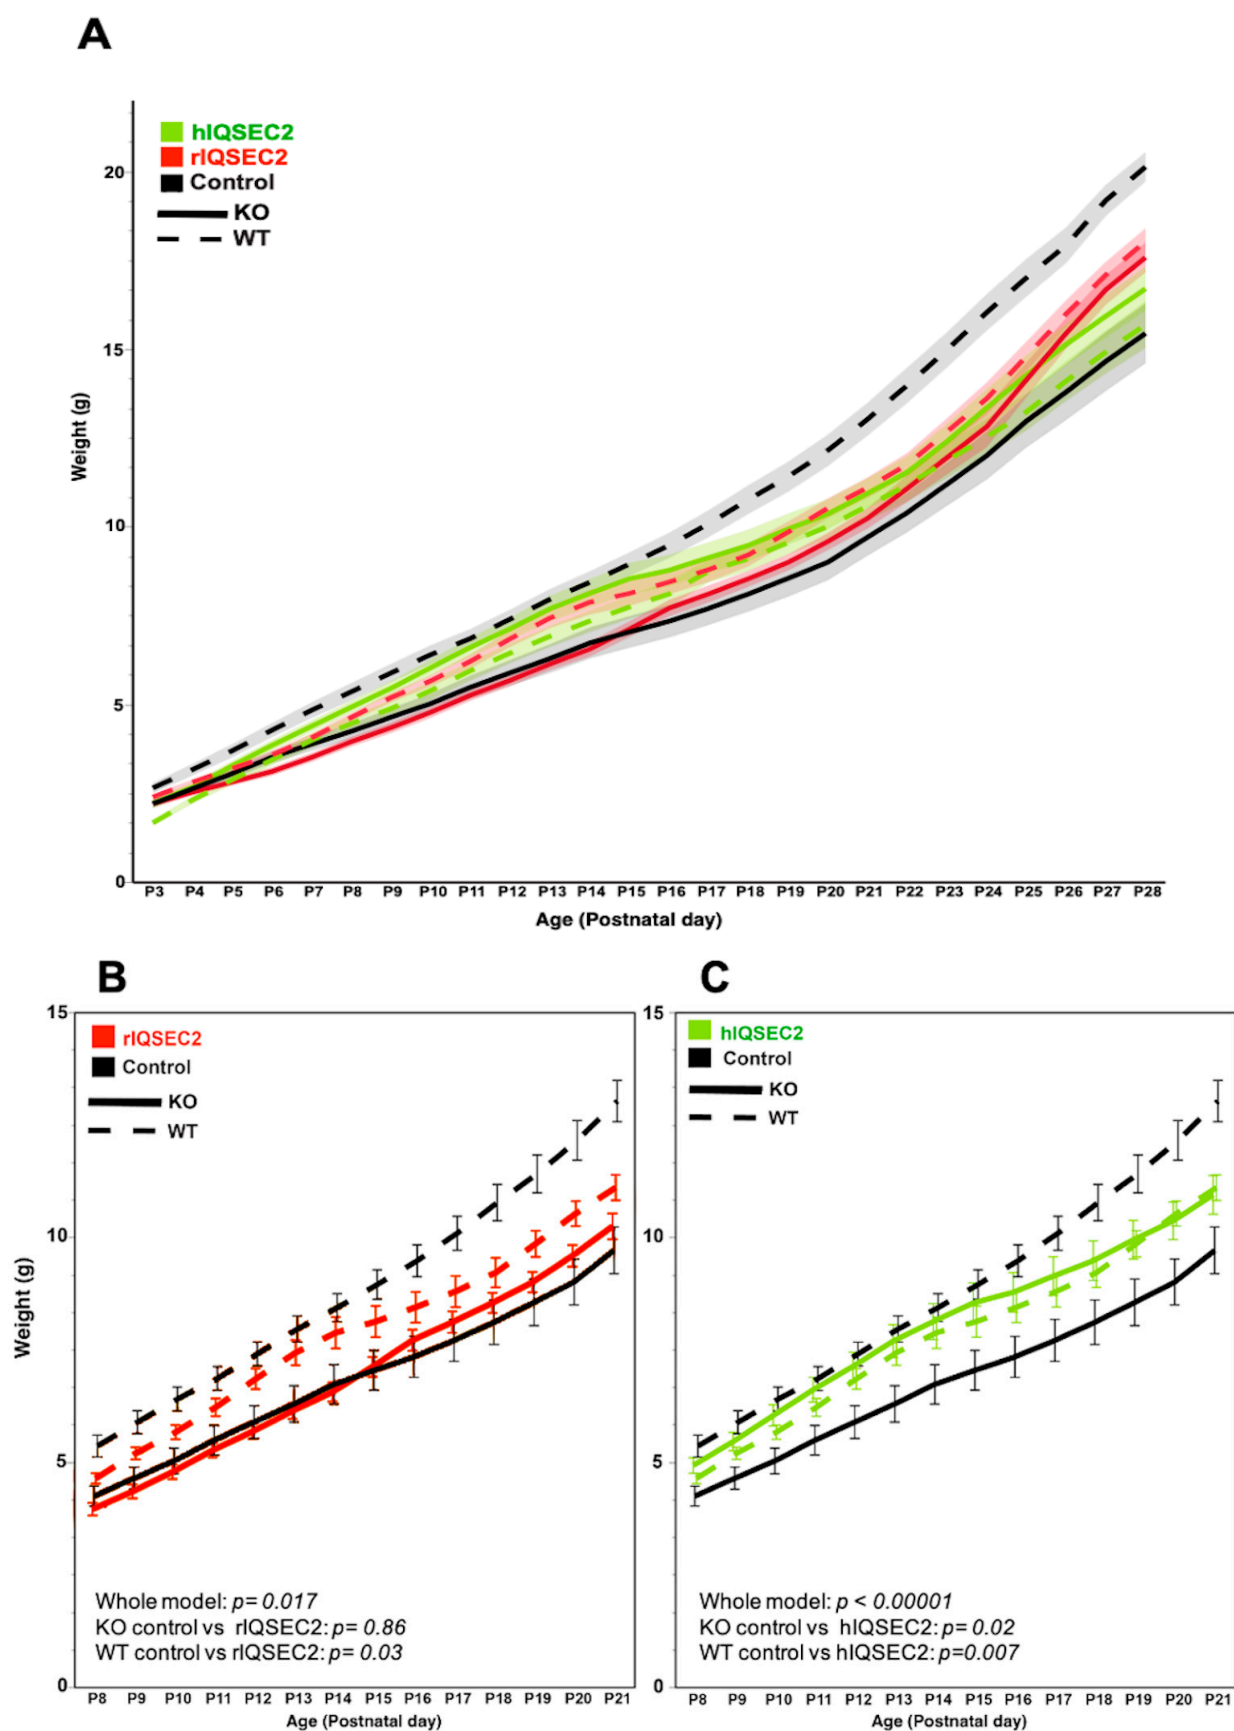 A
hIQSEC2
rIQSEC2
Control
KO
WT
20
15
10
5
0
Weight (g)
P3 P4 P5 P6 P7 P8 P9 P10 P11 P12 P13 P14 P15 P16 P17 P18 P19 P20 P21 P22 P23 P24 P25 P26 P27 P28
Age (Postnatal day)
B
rIQSEC2
Control
KO
WT
15
10
5
0
Weight (g)
Whole model: p= 0.017
KO control vs rIQSEC2: p= 0.86
WT control vs rIQSEC2: p= 0.03
P8 P9 P10 P11 P12 P13 P14 P15 P16 P17 P18 P19 P20 P21
Age (Postnatal day)
C
hIQSEC2
Control
KO
WT
15
10
5
0
Whole model: p < 0.00001
KO control vs hIQSEC2: p= 0.02
WT control vs hIQSEC2: p=0.007
P8 P9 P10 P11 P12 P13 P14 P15 P16 P17 P18 P19 P20 P21
Age (Postnatal day)